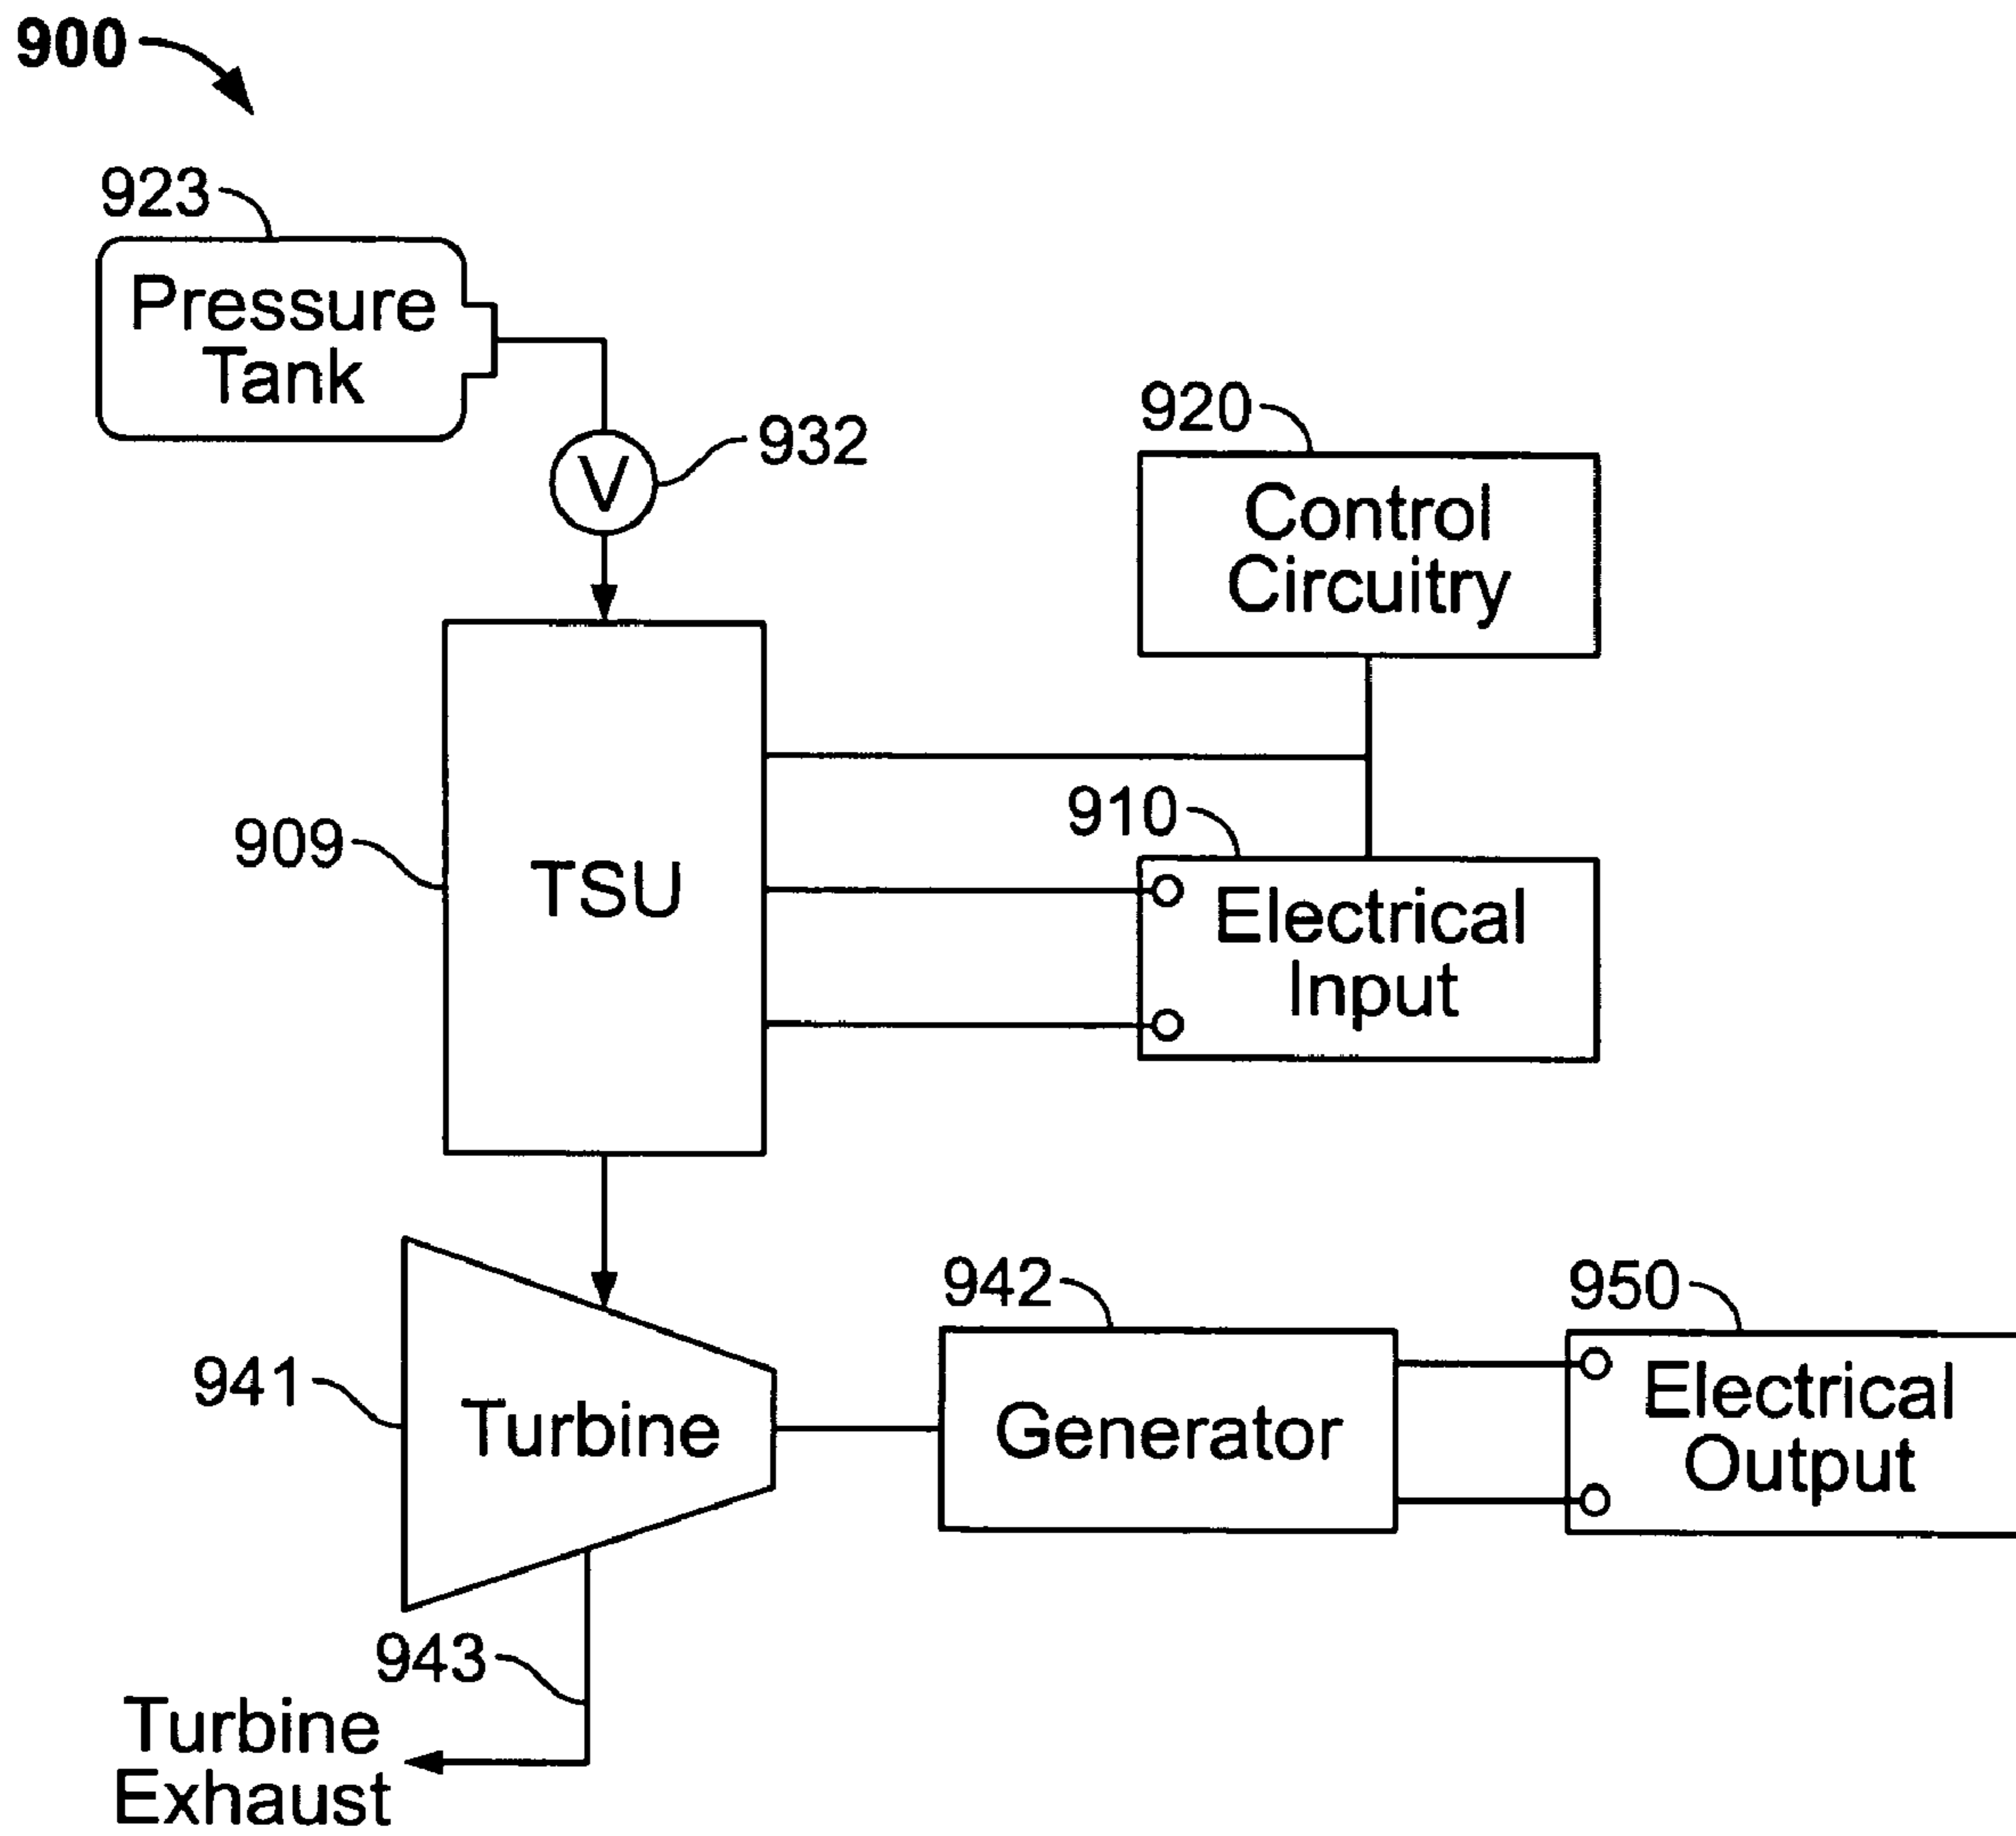 900
923
Pressure
Tank
932
V
920
Control
Circuitry
910
909
TSU
Electrical
Input
942
950
941
Turbine
Generator
Electrical
Output
943
Turbine
Exhaust